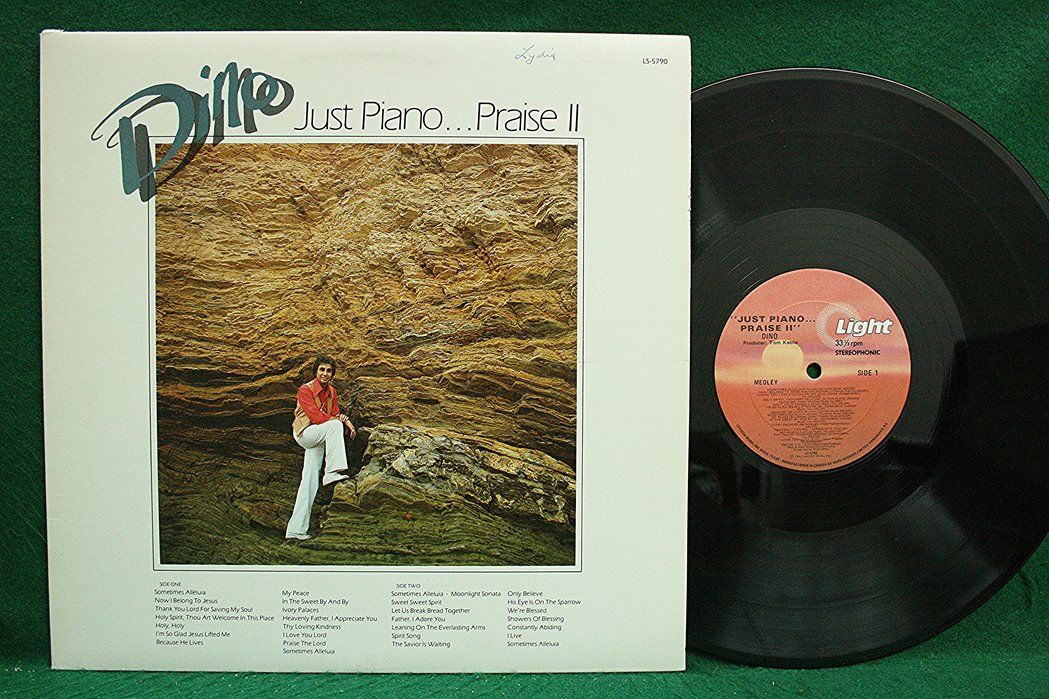 Lydia
LS-5790
Dino
Just Piano...Praise II
SIDE ONE
Sometimes Alleluia
Now I Belong To Jesus
Thank You Lord For Saving My Soul
Holy Spirit, Thou Art Welcome In This Place
Holy, Holy
I'm So Glad Jesus Lifted Me
Because He Lives
My Peace
In The Sweet By And By
Ivory Palaces
Heavenly Father, I Appreciate You
Thy Loving Kindness
I Love You Lord
Praise The Lord
Sometimes Alleluia
SIDE TWO
Sometimes Alleluia - Moonlight Sonata
Sweet Sweet Spirit
Let Us Break Bread Together
Father, I Adore You
Leaning On The Everlasting Arms
Spirit Song
The Savior Is Waiting
Only Believe
His Eye Is On The Sparrow
We're Blessed
Showers Of Blessing
Constantly Abiding
I Live
Sometimes Alleluia
"JUST PIANO...
PRAISE II"
DINO
Producer: Tom Keene
Light
33⅓ rpm
STEREOPHONIC
SIDE 1
MEDLEY
LS 5790